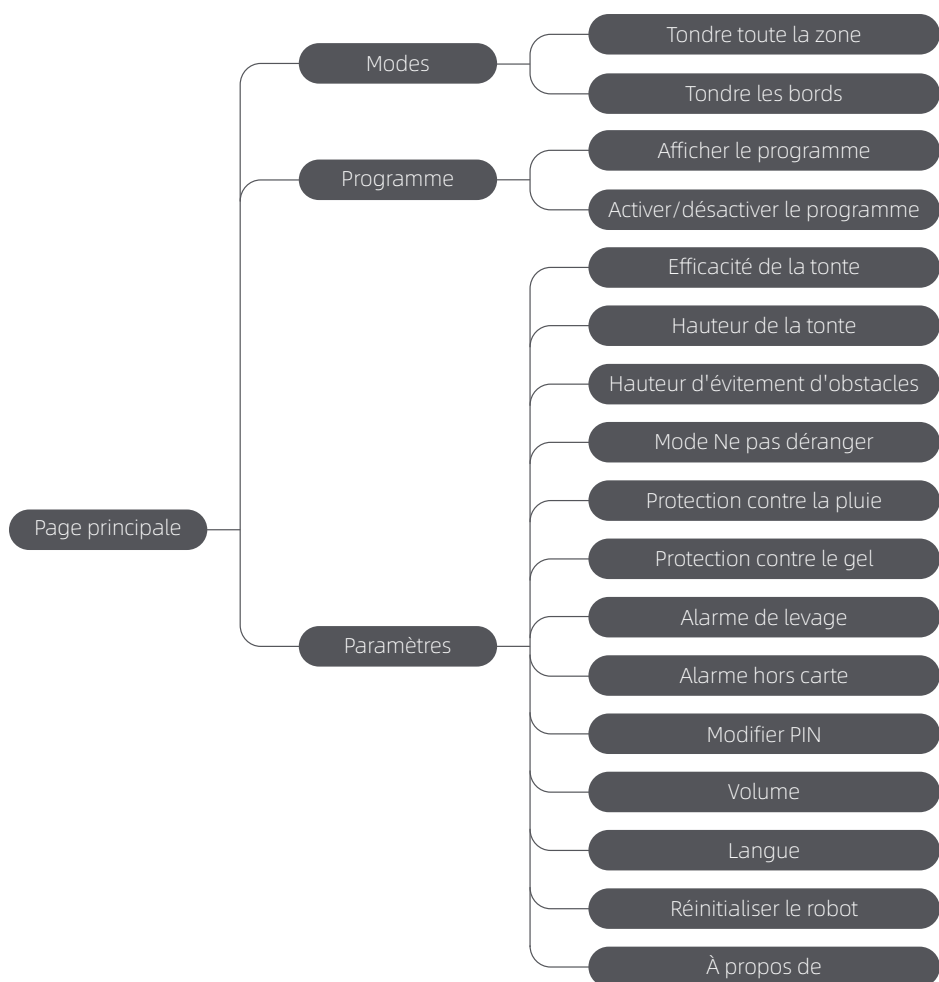 Page principale
Modes
Tondre toute la zone
Tondre les bords
Programme
Afficher le programme
Activer/désactiver le programme
Paramètres
Efficacité de la tonte
Hauteur de la tonte
Hauteur d'évitement d'obstacles
Mode Ne pas déranger
Protection contre la pluie
Protection contre le gel
Alarme de levage
Alarme hors carte
Modifier PIN
Volume
Langue
Réinitialiser le robot
À propos de